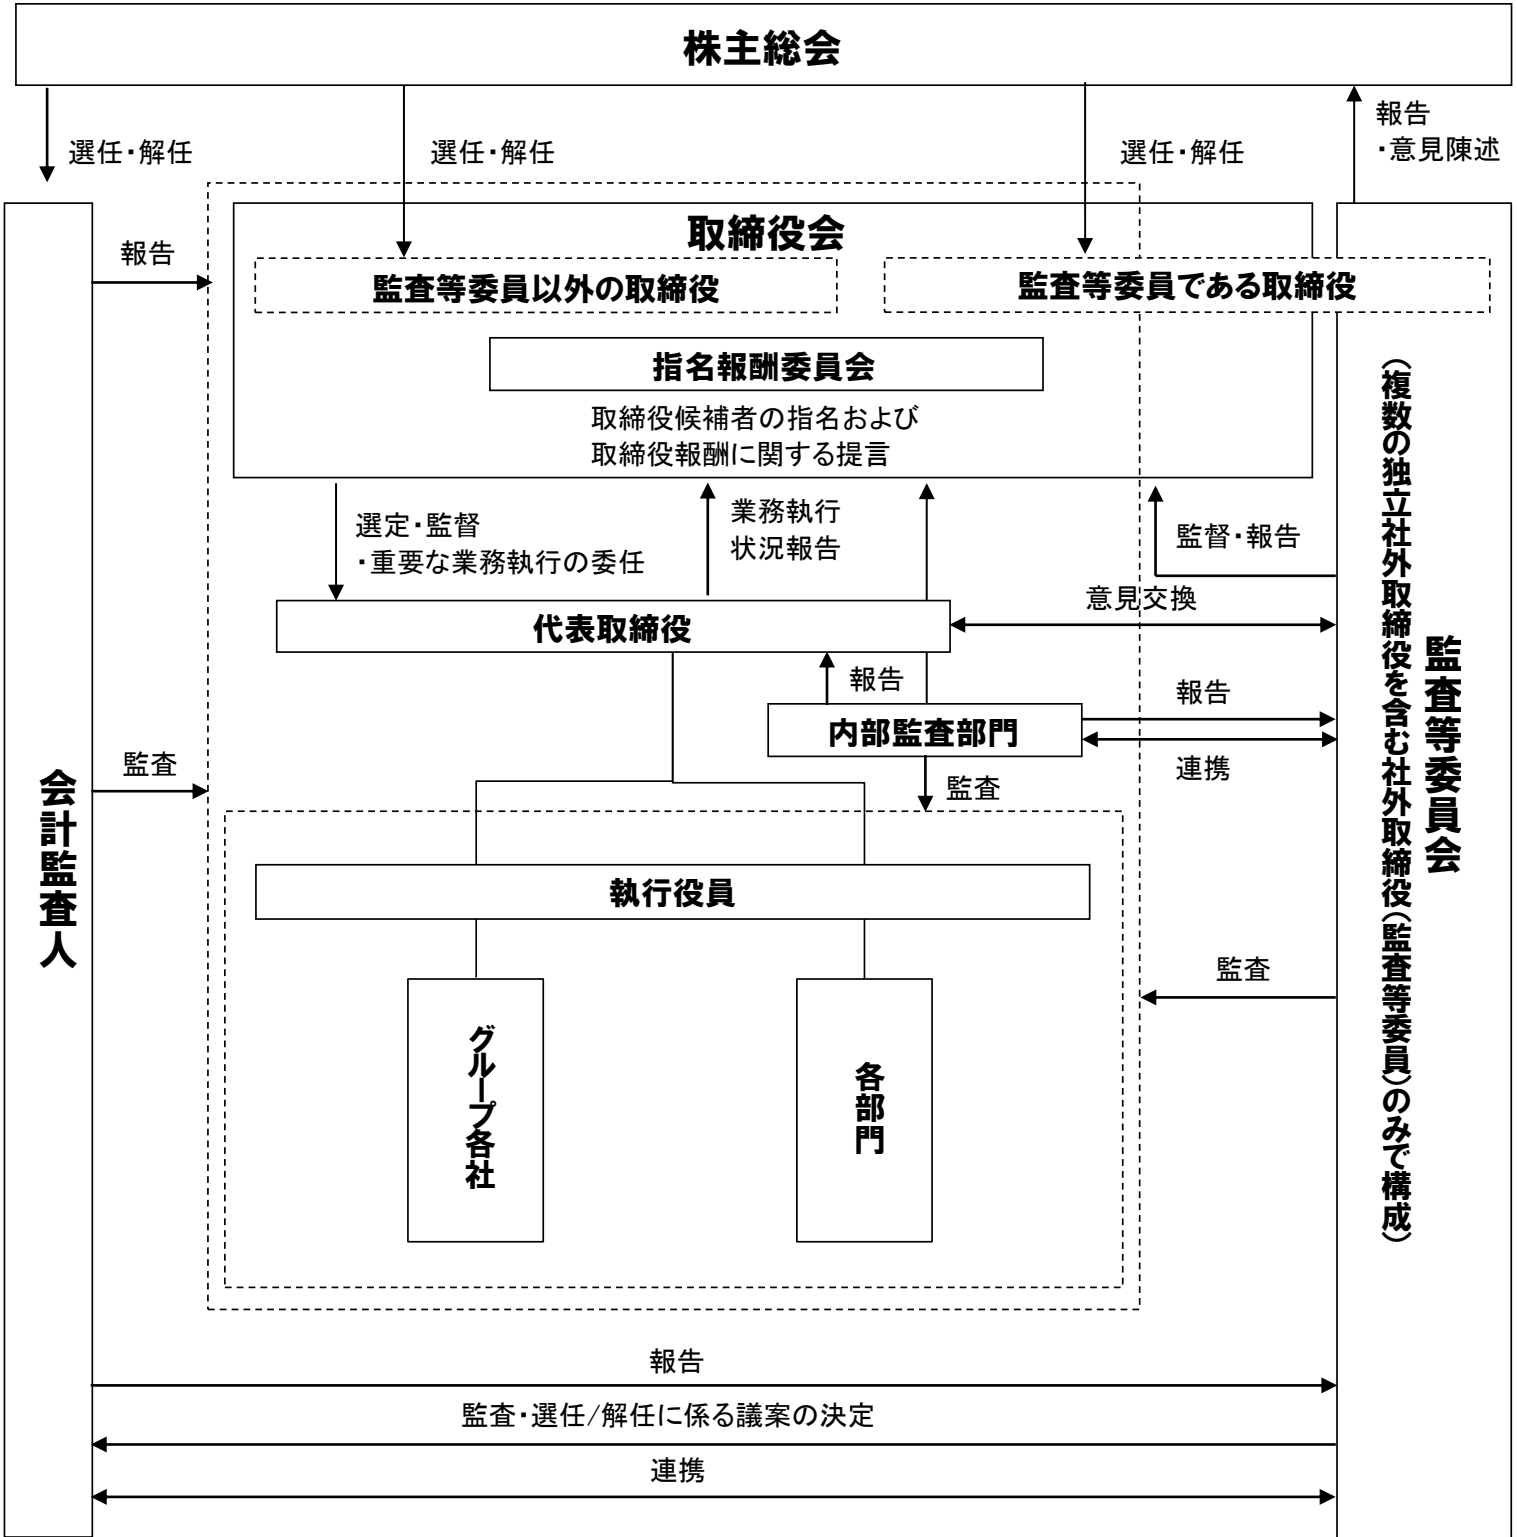 株主総会
選任・解任
選任・解任
選任・解任
報告
・意見陳述
取締役会
報告
監査等委員以外の取締役
監査等委員である取締役
指名報酬委員会
取締役候補者の指名および
取締役報酬に関する提言
選定・監督
・重要な業務執行の委任
業務執行
状況報告
監督・報告
意見交換
代表取締役
報告
報告
内部監査部門
連携
監査
監査
会計監査人
執行役員
監査
グループ各社
各部門
監査等委員会
（複数の独立社外取締役を含む社外取締役（監査等委員）のみで構成）
報告
監査・選任/解任に係る議案の決定
連携